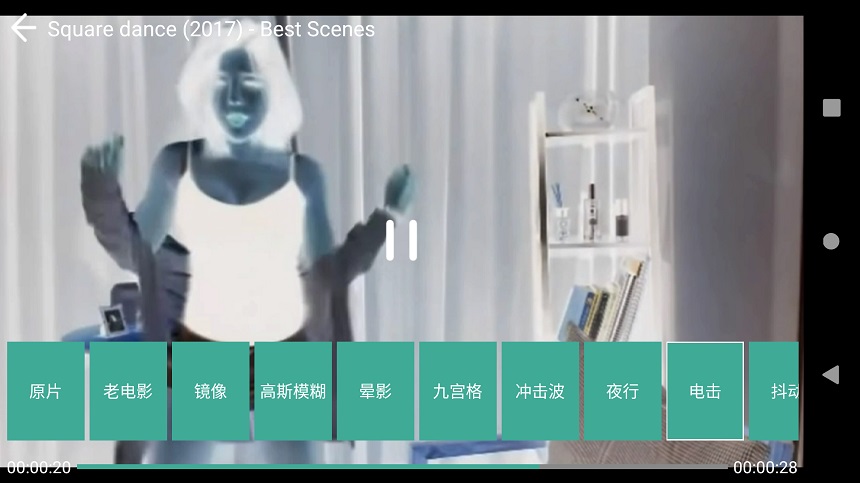 Square dance (2017) - Best Scenes
原片 老电影 镜像 高斯模糊 晕影 九宫格 冲击波 夜行 电击 抖动
00:00:20 00:00:28